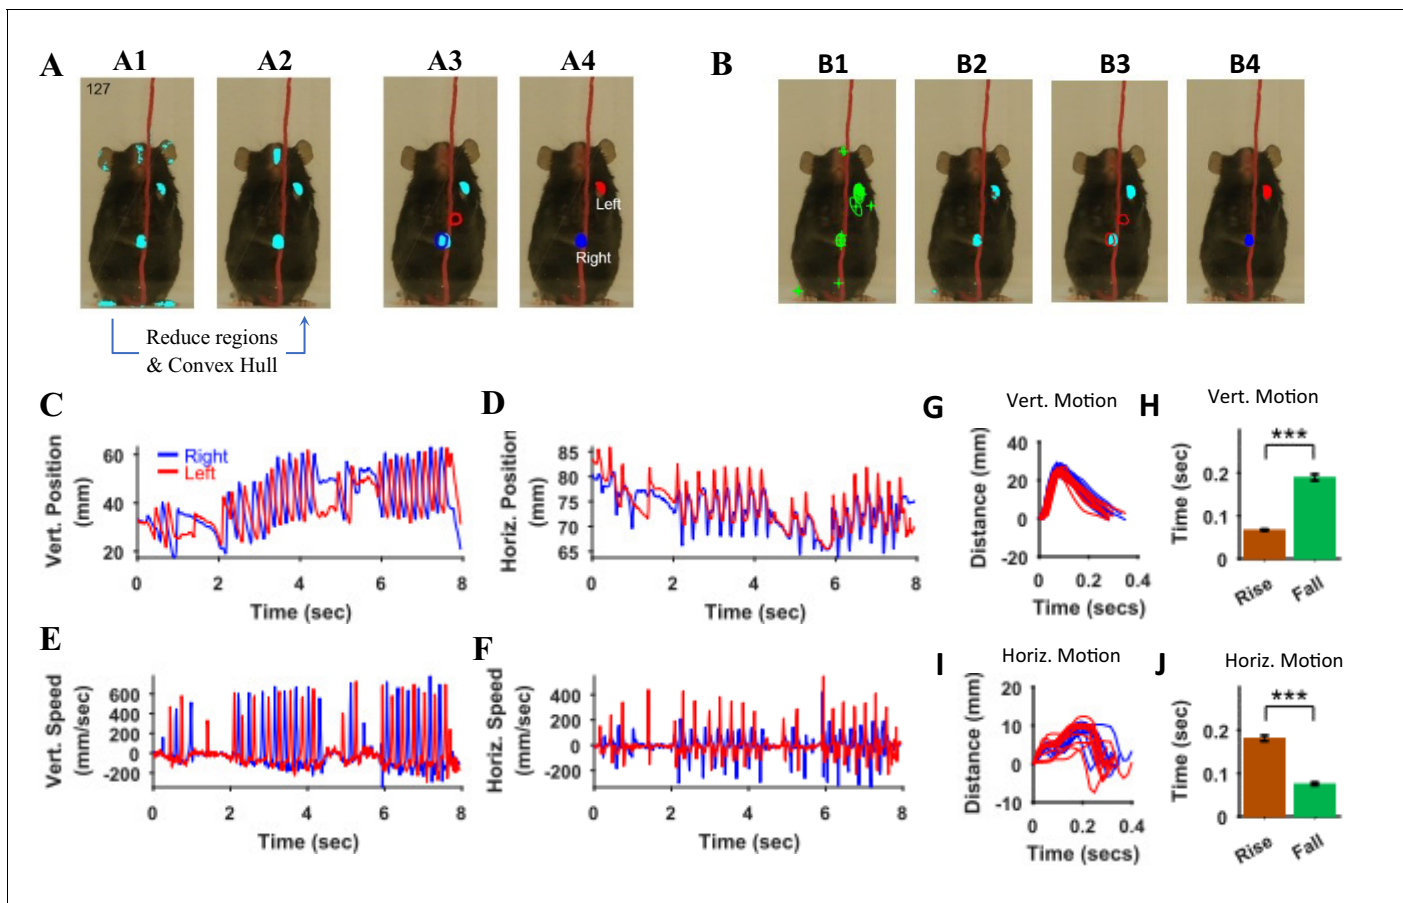 A A1 A2 A3 A4 B B1 B2 B3 B4
127
Left
Right
Reduce regions
& Convex Hull
C
Vert. Position
(mm)
60
40
20
Right
Left
0 2 4 6 8
Time (sec)
D
Horiz. Position
(mm)
85
80
75
70
65
0 2 4 6 8
Time (sec)
G
Vert. Motion
Distance (mm)
40
20
0
-20
0 0.2 0.4
Time (secs)
H
Vert. Motion
Time (sec)
***
0.2
0.1
0
Rise Fall
E
Vert. Speed
(mm/sec)
600
400
200
0
-200
0 2 4 6 8
Time (sec)
F
Horiz. Speed
(mm/sec)
400
200
0
-200
0 2 4 6 8
Time (sec)
I
Horiz. Motion
Distance (mm)
20
10
0
-10
0 0.2 0.4
Time (secs)
J
Horiz. Motion
Time (sec)
***
0.2
0.1
0
Rise Fall